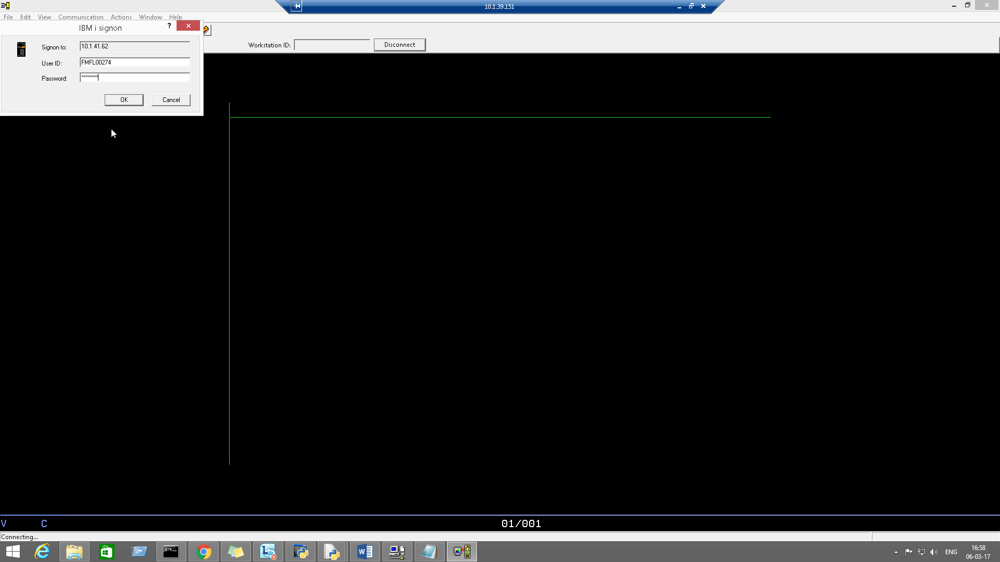 10.1.39.151
File Edit View Communication Actions Window Help
IBM i signon
?
Signon to: 10.1.41.62
Workstation ID: Disconnect
User ID: FMFL00274
Password: ********
OK Cancel
V C 01/001
Connecting...
C:\_
W
ENG
16:58
06-03-17